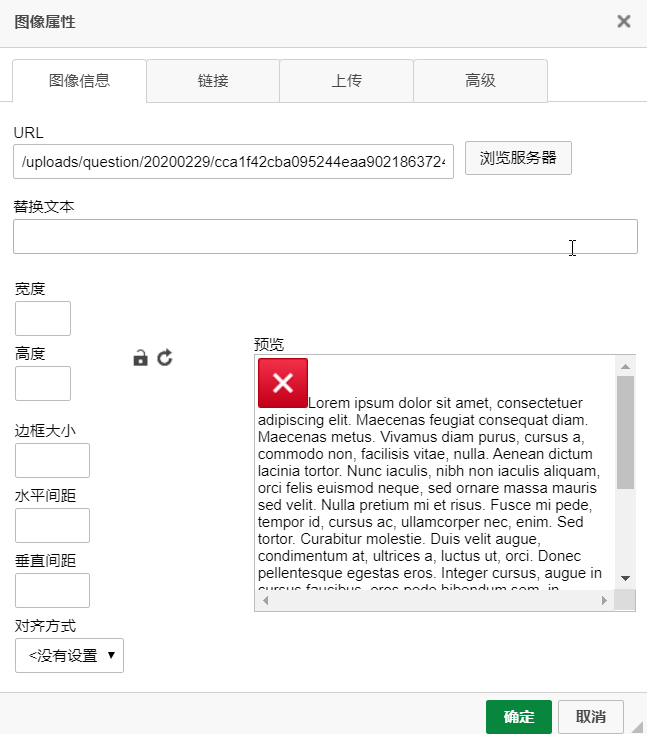 图像属性
图像信息
链接
上传
高级
URL
/uploads/question/20200229/cca1f42cba095244eaa902186372
浏览服务器
替换文本
宽度
高度
预览
Lorem ipsum dolor sit amet, consectetuer
adipiscing elit. Maecenas feugiat consequat diam.
Maecenas metus. Vivamus diam purus, cursus a,
commodo non, facilisis vitae, nulla. Aenean dictum
lacinia tortor. Nunc iaculis, nibh non iaculis aliquam,
orci felis euismod neque, sed ornare massa mauris
sed velit. Nulla pretium mi et risus. Fusce mi pede,
tempor id, cursus ac, ullamcorper nec, enim. Sed
tortor. Curabitur molestie. Duis velit augue,
condimentum at, ultrices a, luctus ut, orci. Donec
pellentesque egestas eros. Integer cursus, augue in
cursus faucibus, eros pede bibendum sem, in
边框大小
水平间距
垂直间距
对齐方式
<没有设置
确定
取消